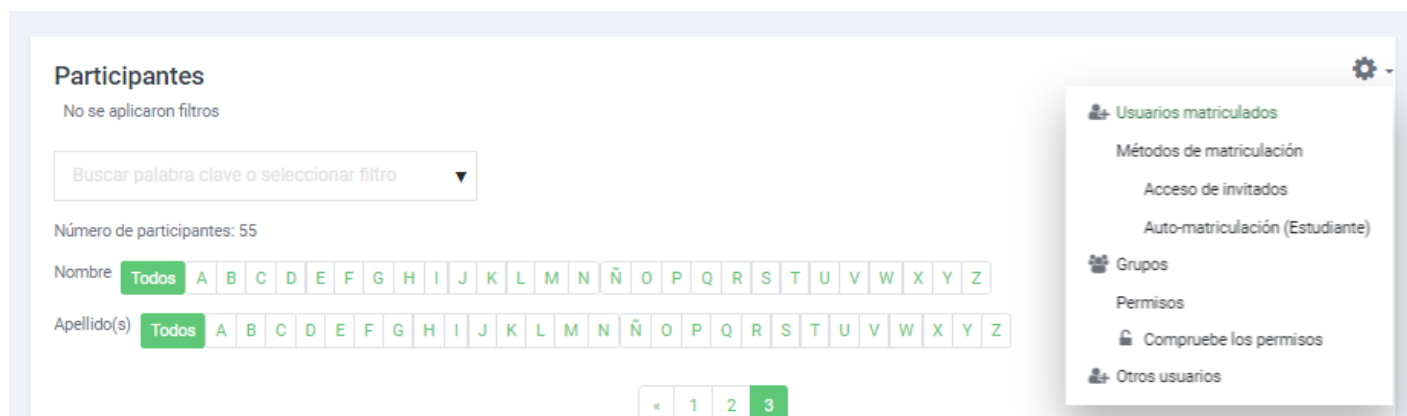 Participantes
No se aplicaron filtros
Buscar palabra clave o seleccionar filtro ▼
Número de participantes: 55
Nombre Todos A B C D E F G H I J K L M N Ñ O P Q R S T U V W X Y Z
Apellido(s) Todos A B C D E F G H I J K L M N Ñ O P Q R S T U V W X Y Z
« 1 2 3
Usuarios matriculados
Métodos de matriculación
Acceso de invitados
Auto-matriculación (Estudiante)
Grupos
Permisos
Compruebe los permisos
Otros usuarios